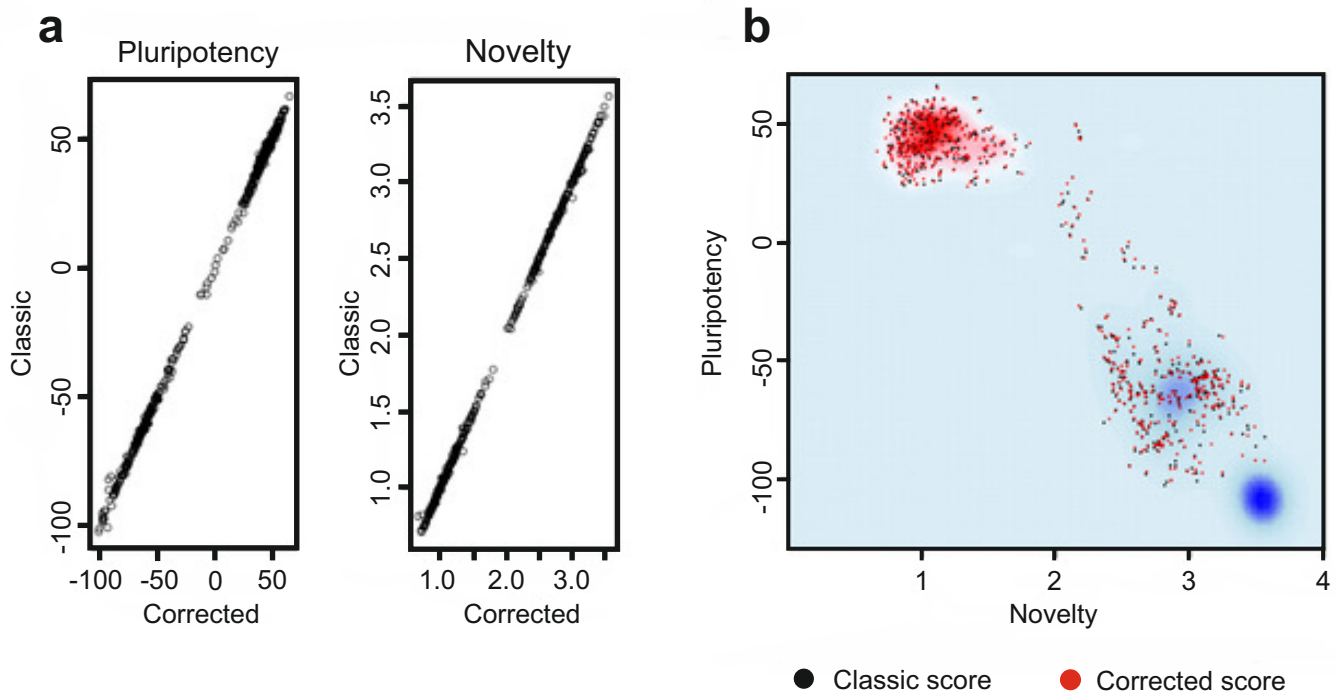 a
Pluripotency
Classic
50
0
-50
-100
-100 -50 0 50
Corrected
Novelty
Classic
3.5
3.0
2.5
2.0
1.5
1.0
1.0 2.0 3.0
Corrected
b
Pluripotency
50
0
-50
-100
1 2 3 4
Novelty
Classic score Corrected score